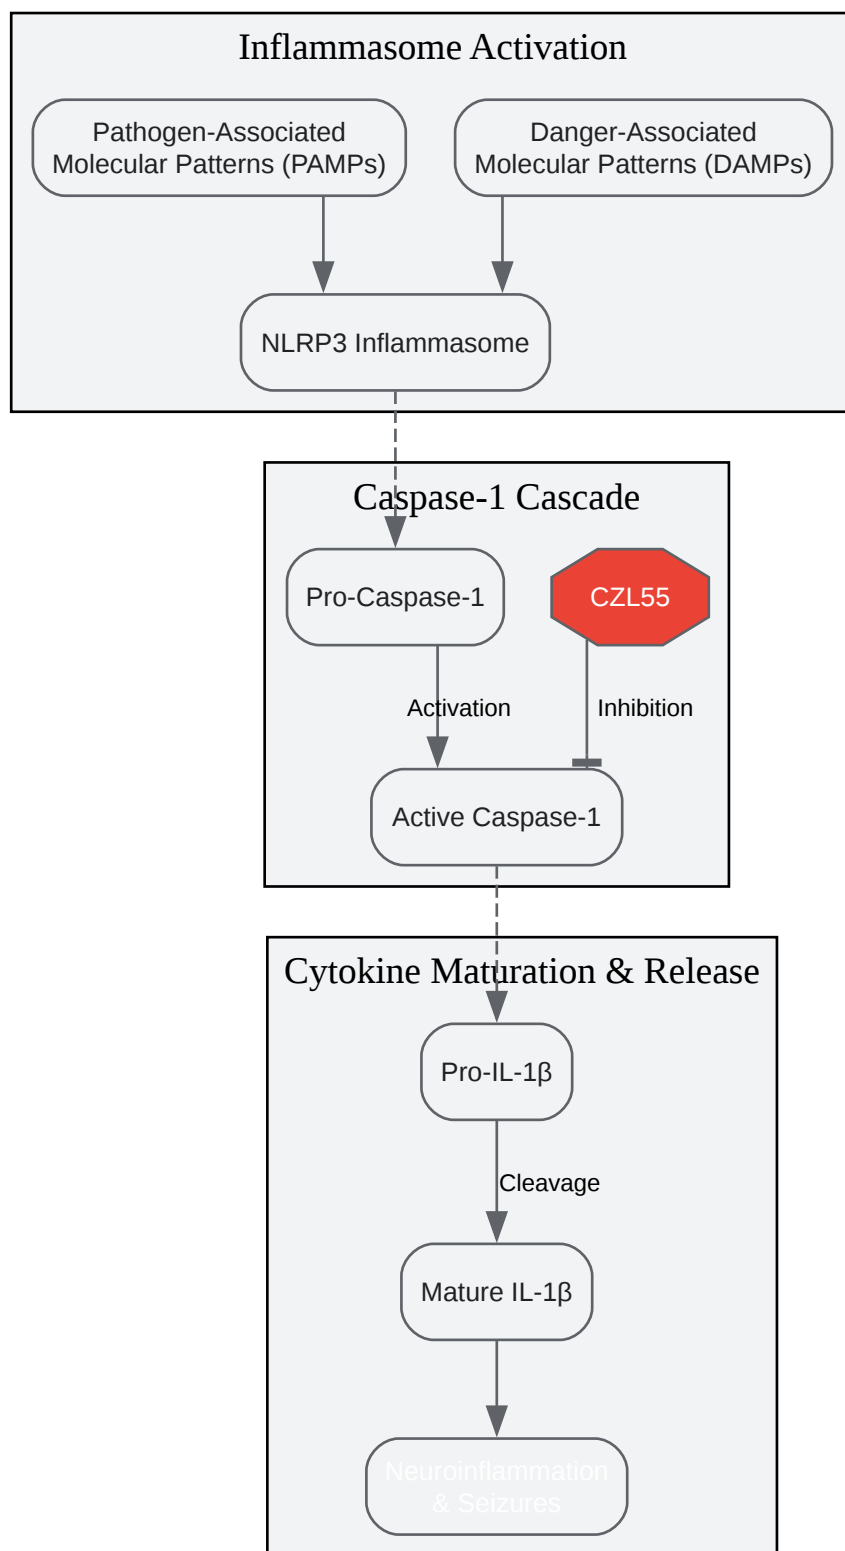 Inflammasome Activation
Pathogen-Associated
Molecular Patterns (PAMPs)
Danger-Associated
Molecular Patterns (DAMPs)
NLRP3 Inflammasome
Caspase-1 Cascade
Pro-Caspase-1
CZL55
Activation
Inhibition
Active Caspase-1
Cytokine Maturation & Release
Pro-IL-1β
Cleavage
Mature IL-1β
Neuroinflammation
& Seizures